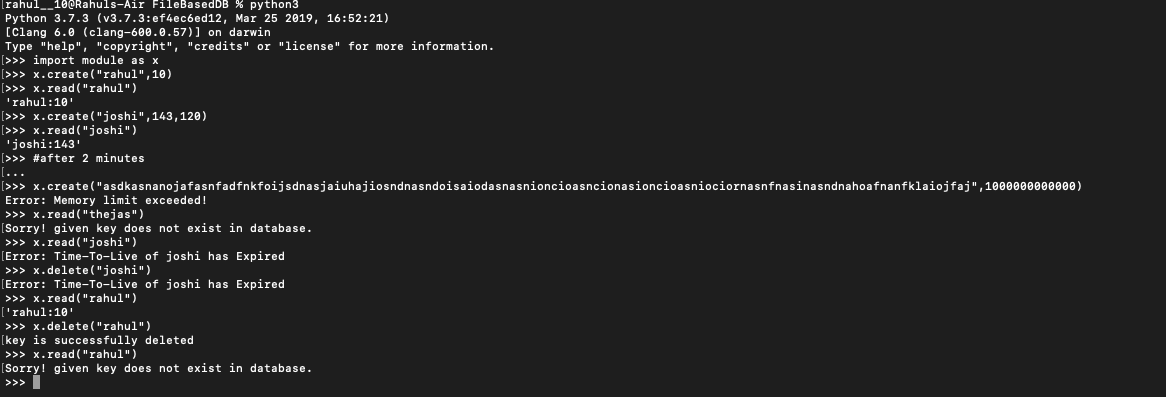 [rahul__10@Rahuls-Air FileBasedDB % python3
Python 3.7.3 (v3.7.3:ef4ec6ed12, Mar 25 2019, 16:52:21)
[Clang 6.0 (clang-600.0.57)] on darwin
Type "help", "copyright", "credits" or "license" for more information.
[>>> import module as x
[>>> x.create("rahul",10)
[>>> x.read("rahul")
'rahul:10'
[>>> x.create("joshi",143,120)
[>>> x.read("joshi")
'joshi:143'
[>>> #after 2 minutes
[...
[>>> x.create("asdkasnanojafasnfadfnkfoijsdnasjaiuhajiosndnasndoisaiodasnasnioncioasncionasioncioasniociornasnfnasinasndnahoafnanfklaiojfaj",1000000000000)
Error: Memory limit exceeded!
>>> x.read("thejas")
[Sorry! given key does not exist in database.
>>> x.read("joshi")
[Error: Time-To-Live of joshi has Expired
>>> x.delete("joshi")
[Error: Time-To-Live of joshi has Expired
>>> x.read("rahul")
['rahul:10'
>>> x.delete("rahul")
[key is successfully deleted
>>> x.read("rahul")
[Sorry! given key does not exist in database.
>>>